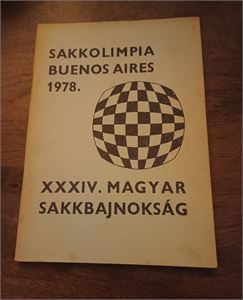 SAKKOLIMPIA
BUENOS AIRES
1978.
XXXIV. MAGYAR
SAKKBAJNOKSÁG